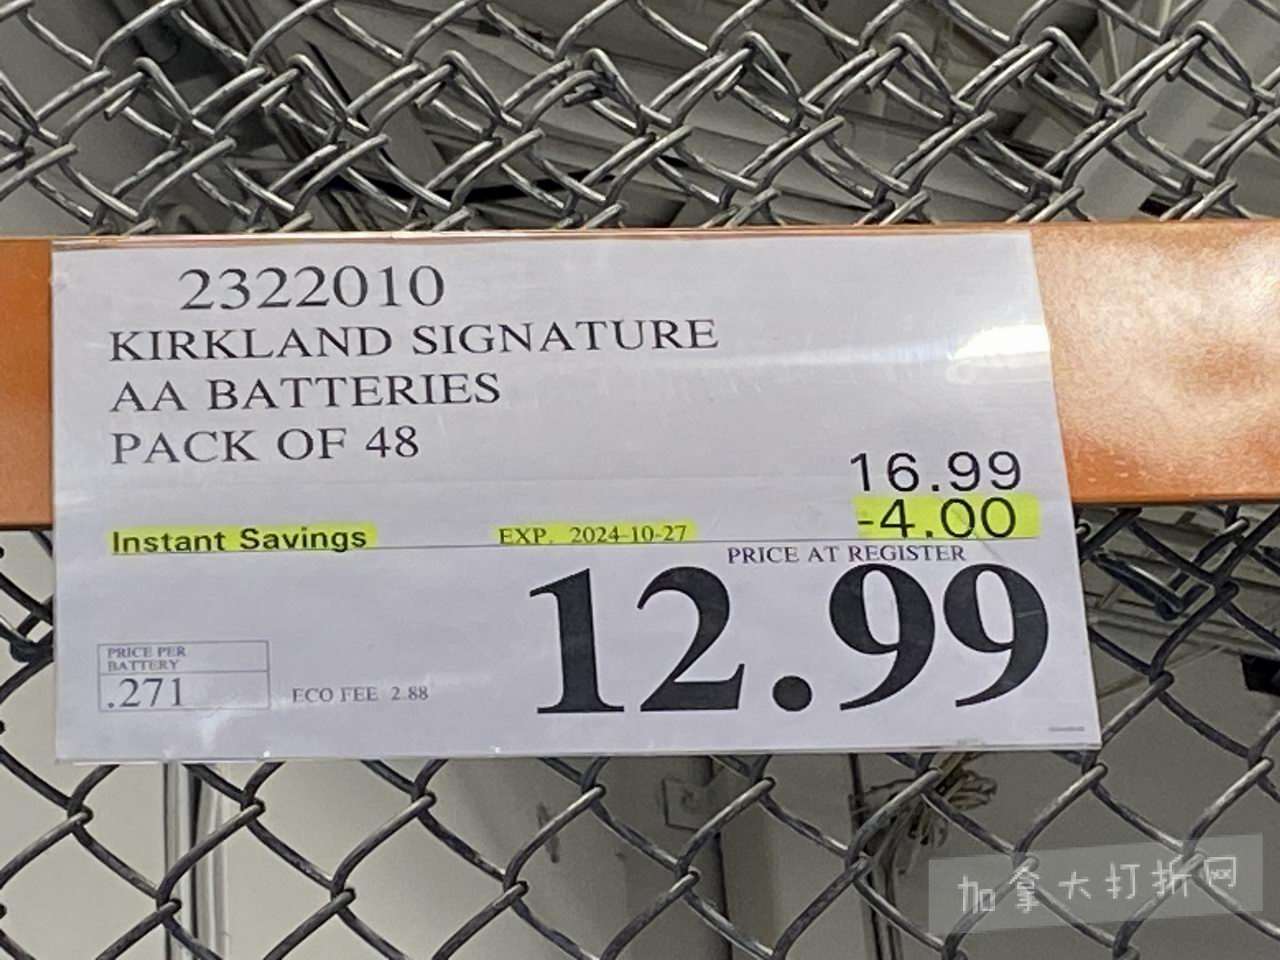 2322010
KIRKLAND SIGNATURE
AA BATTERIES
PACK OF 48
16.99
Instant Savings EXP. 2024-10-27 -4.00
PRICE AT REGISTER
12.99
PRICE PER
BATTERY
.271
ECO FEE 2.88
加拿大打折网